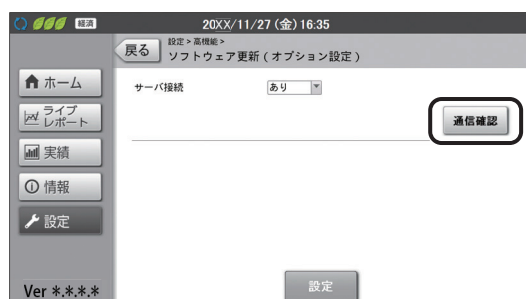 経済
20XX/11/27 (金) 16:35
戻る
設定 > 高機能 >
ソフトウェア更新 ( オプション設定 )
ホーム
ライブ
レポート
実績
情報
設定
サーバ接続
あり
通信確認
設定
Ver *.*.*.*